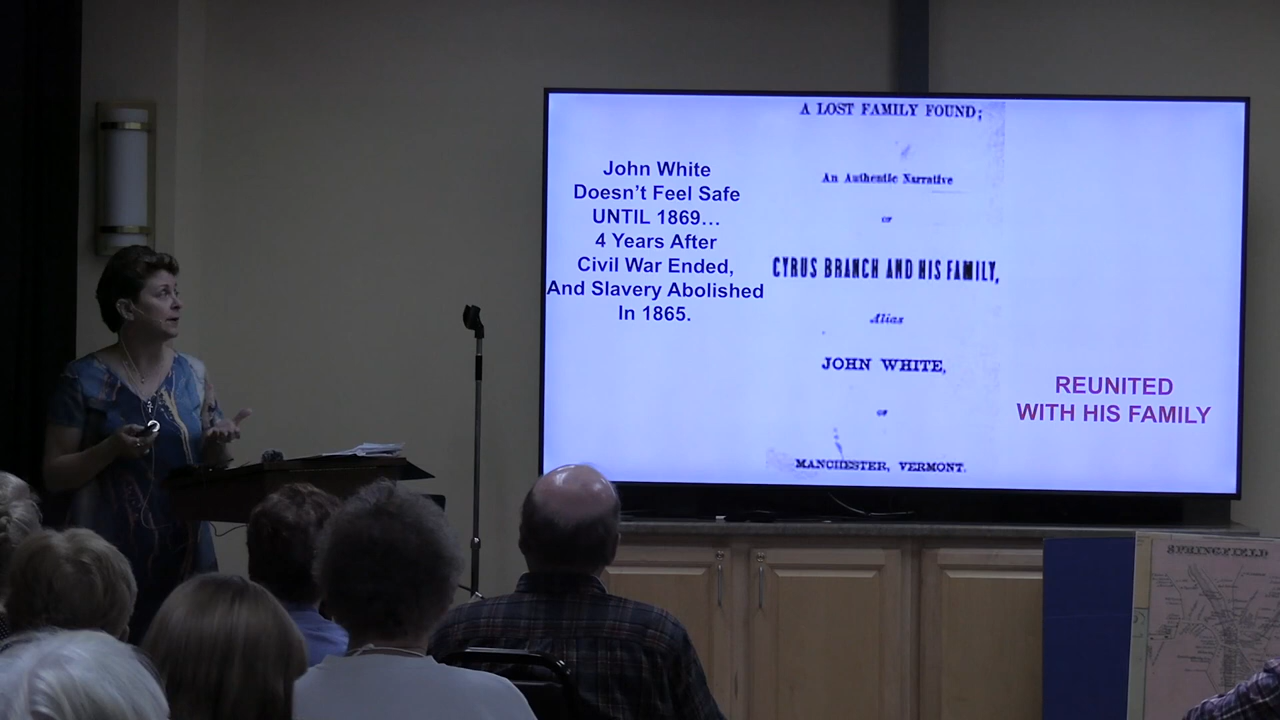 John White
Doesn't Feel Safe
UNTIL 1869...
4 Years After
Civil War Ended,
And Slavery Abolished
In 1865.
A LOST FAMILY FOUND;
An Authentic Narrative
OF
CYRUS BRANCH AND HIS FAMILY,
Alias
JOHN WHITE,
OF
MANCHESTER, VERMONT.
REUNITED
WITH HIS FAMILY
SPRINGFIELD